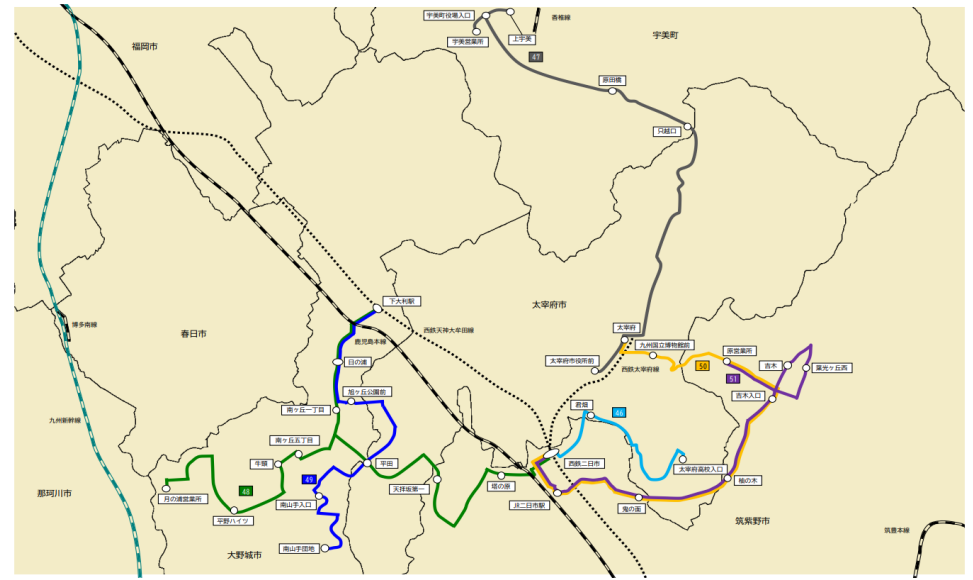 宇美町役場入口
香椎線
宇美営業所
上宇美
宇美町
福岡市
47
原田橋
只越口
下大利駅
太宰府市
博多南線
春日市
西鉄天神大牟田線
鹿児島本線
太宰府
九州国立博物館前
原営業所
日の浦
太宰府市役所前
西鉄太宰府線
50
51
吉木
葉光ヶ丘西
旭ヶ丘公園前
吉木入口
南ヶ丘一丁目
君畑
46
九州新幹線
南ヶ丘五丁目
牛頸
平田
西鉄二日市
太宰府高校入口
49
48
天拝坂第一
塔の原
柚の木
月の浦営業所
那珂川市
南山手入口
JR二日市駅
鬼の面
平野ハイツ
筑紫野市
筑豊本線
大野城市
南山手団地